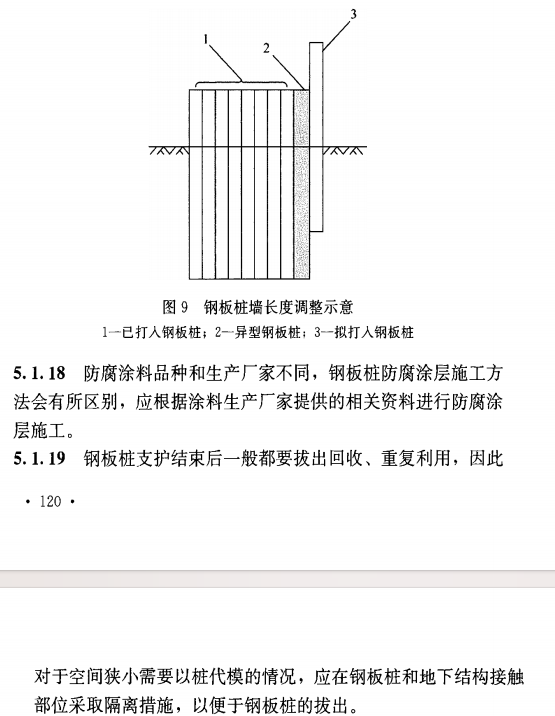 1
2
3
图 9 钢板桩墙长度调整示意
1—已打入钢板桩；2—异型钢板桩；3—拟打入钢板桩
5.1.18 防腐涂料品种和生产厂家不同，钢板桩防腐涂层施工方
法会有所区别，应根据涂料生产厂家提供的相关资料进行防腐涂
层施工。
5.1.19 钢板桩支护结束后一般都要拔出回收、重复利用，因此
· 120 ·
对于空间狭小需要以桩代模的情况，应在钢板桩和地下结构接触
部位采取隔离措施，以便于钢板桩的拔出。